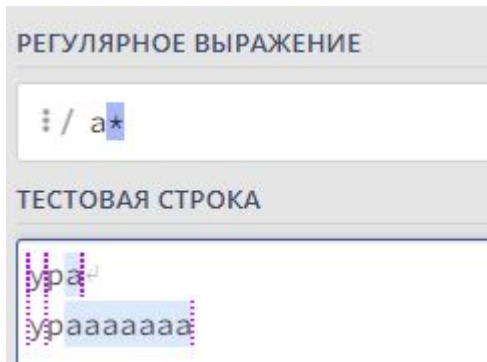 РЕГУЛЯРНОЕ ВЫРАЖЕНИЕ
⋮/ а*
ТЕСТОВАЯ СТРОКА
ура↵
урааааааа